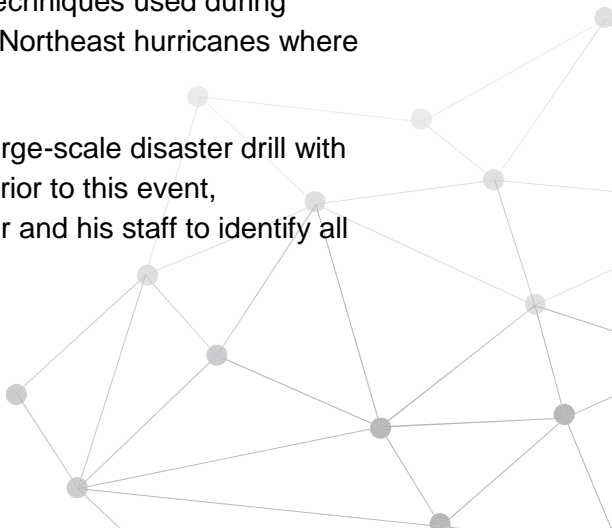 techniques used during
Northeast hurricanes where
rge-scale disaster drill with
rior to this event,
r and his staff to identify all